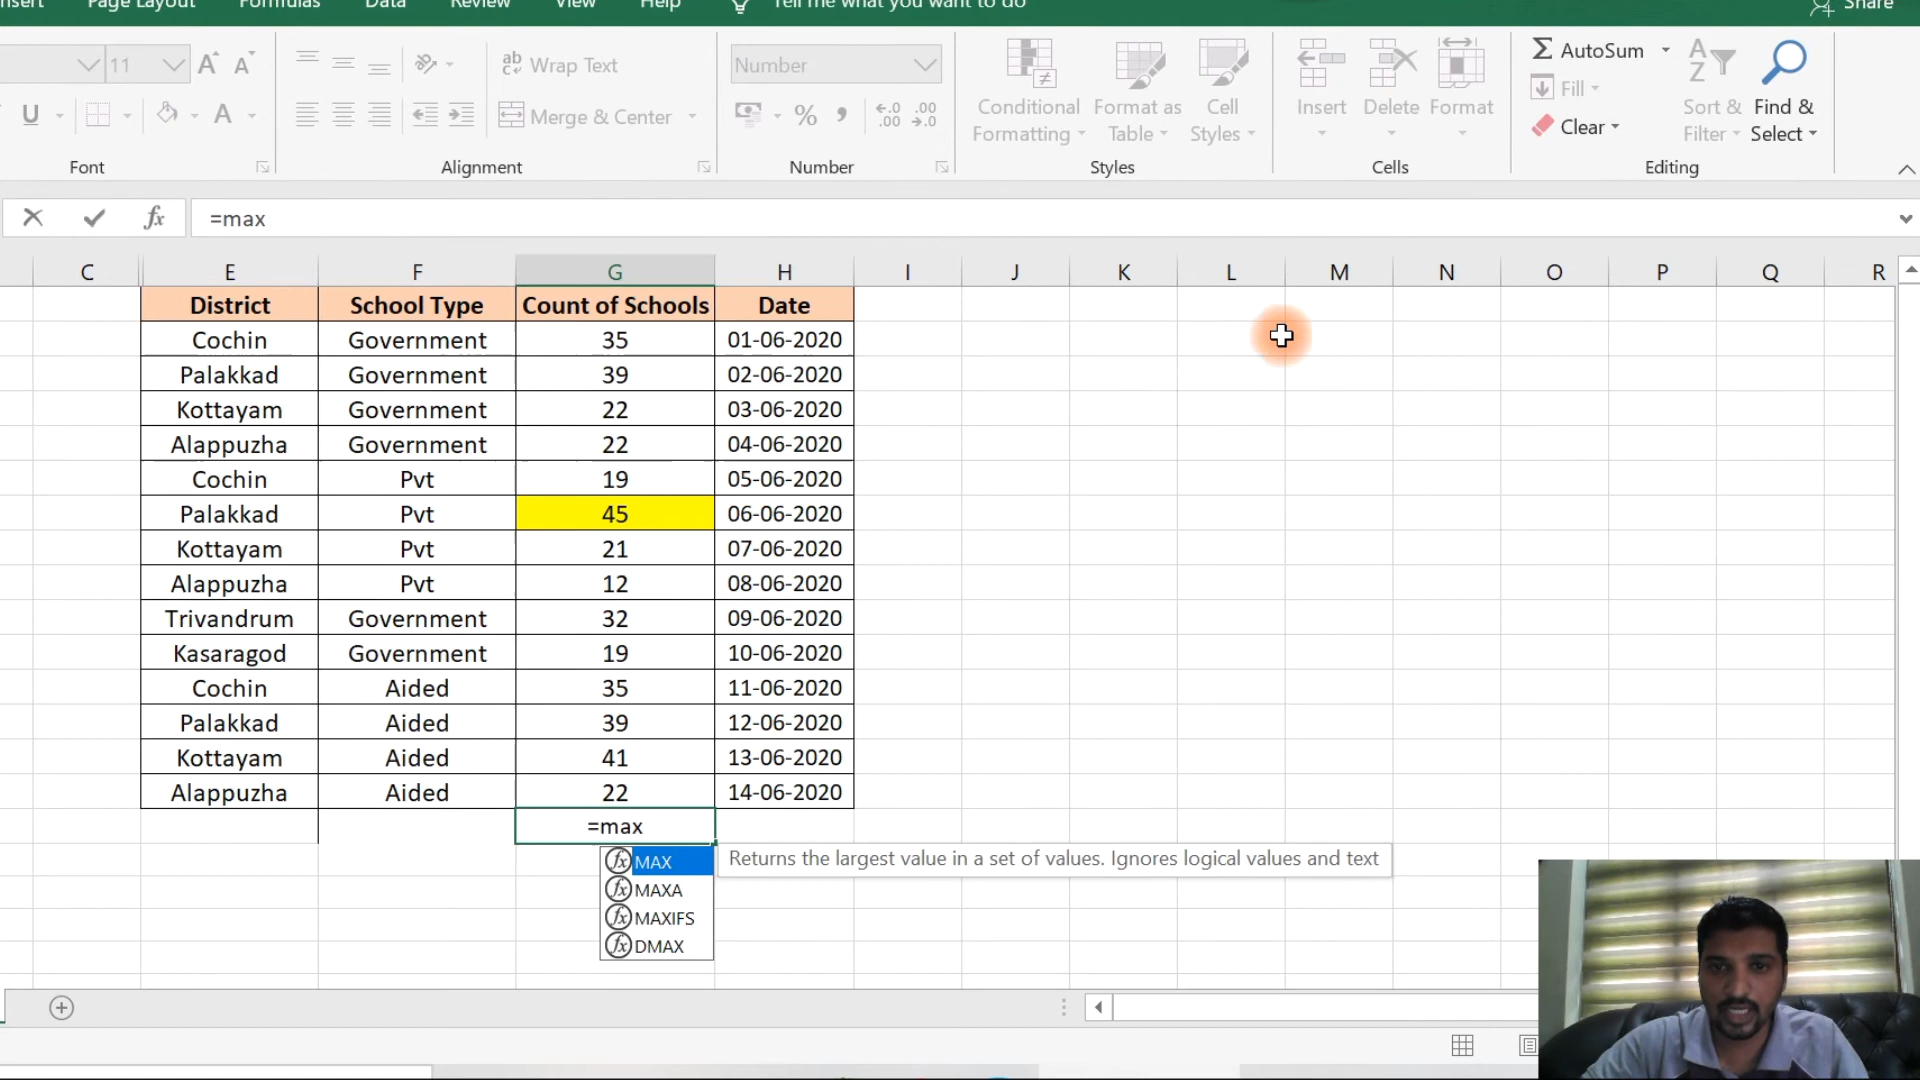 nsert Page Layout Formulas Data Review View Help Tell me what you want to do Share
11 A A ab Wrap Text Number AutoSum
U A Merge & Center % Conditional Formatting Format as Table Cell Styles Insert Delete Format Fill Clear Sort & Filter Find & Select
Font Alignment Number Styles Cells Editing
fx =max
C E F G H I J K L M N O P Q R
District School Type Count of Schools Date
Cochin Government 35 01-06-2020
Palakkad Government 39 02-06-2020
Kottayam Government 22 03-06-2020
Alappuzha Government 22 04-06-2020
Cochin Pvt 19 05-06-2020
Palakkad Pvt 45 06-06-2020
Kottayam Pvt 21 07-06-2020
Alappuzha Pvt 12 08-06-2020
Trivandrum Government 32 09-06-2020
Kasaragod Government 19 10-06-2020
Cochin Aided 35 11-06-2020
Palakkad Aided 39 12-06-2020
Kottayam Aided 41 13-06-2020
Alappuzha Aided 22 14-06-2020
=max
fx MAX Returns the largest value in a set of values. Ignores logical values and text
fx MAXA
fx MAXIFS
fx DMAX